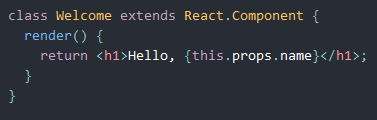 class Welcome extends React.Component {
  render() {
    return <h1>Hello, {this.props.name}</h1>;
  }
}